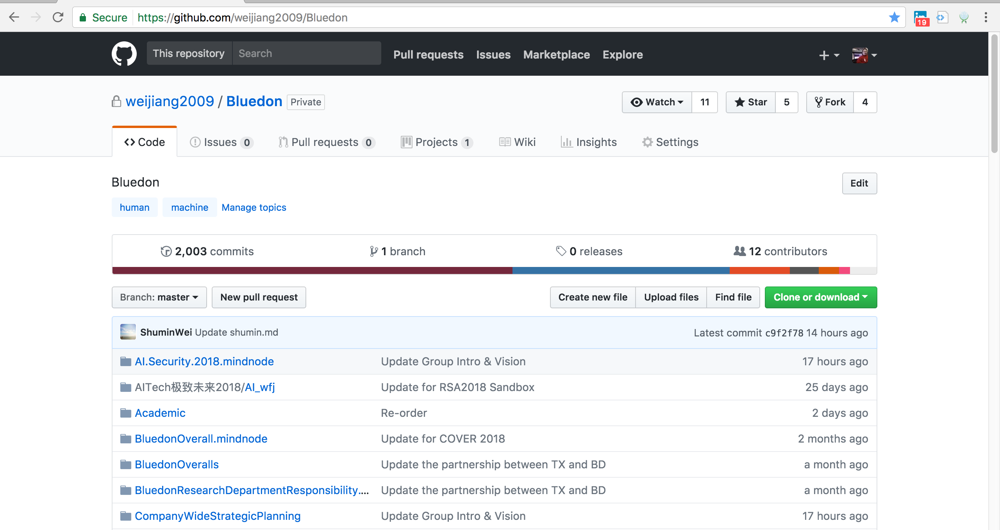 Secure https://github.com/weijiang2009/Bluedon 19
This repository Search Pull requests Issues Marketplace Explore
weijiang2009 / Bluedon Private Watch 11 Star 5 Fork 4
Code Issues 0 Pull requests 0 Projects 1 Wiki Insights Settings
Bluedon Edit
human machine Manage topics
2,003 commits 1 branch 0 releases 12 contributors
Branch: master New pull request Create new file Upload files Find file Clone or download
ShuminWei Update shumin.md Latest commit c9f2f78 14 hours ago
AI.Security.2018.mindnode Update Group Intro & Vision 17 hours ago
AITech极致未来2018/AI_wfj Update for RSA2018 Sandbox 25 days ago
Academic Re-order 2 days ago
BluedonOverall.mindnode Update for COVER 2018 2 months ago
BluedonOveralls Update the partnership between TX and BD a month ago
BluedonResearchDepartmentResponsibility.... Update the partnership between TX and BD a month ago
CompanyWideStrategicPlanning Update Group Intro & Vision 17 hours ago